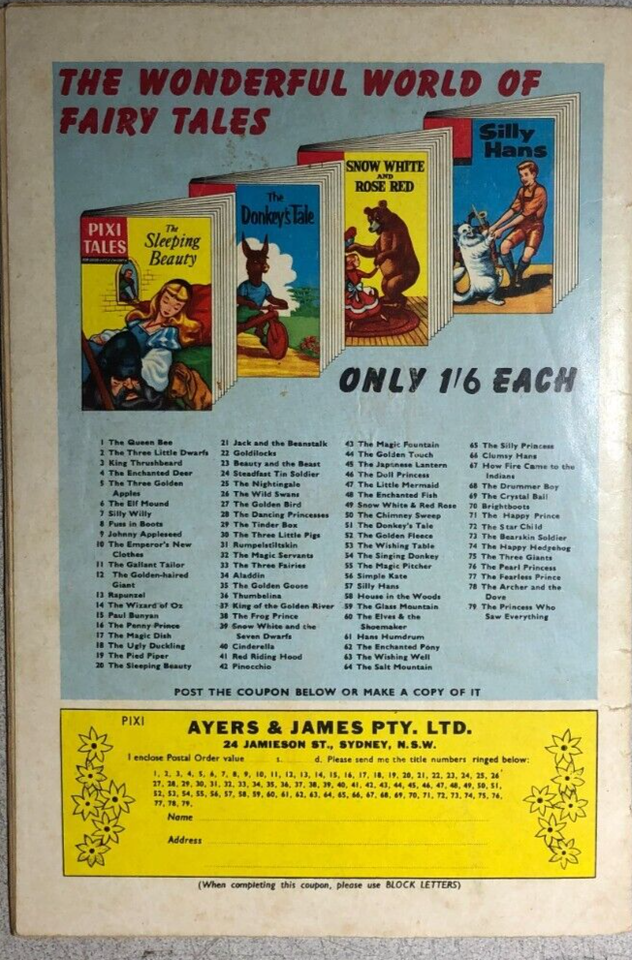 THE WONDERFUL WORLD OF
FAIRY TALES
PIXI
TALES
The
Sleeping
Beauty
The
Donkey's Tale
SNOW WHITE
AND
ROSE RED
Silly
Hans
ONLY 1'6 EACH
1 The Queen Bee
2 The Three Little Dwarfs
3 King Thrushbeard
4 The Enchanted Deer
5 The Three Golden
Apples
6 The Elf Mound
7 Silly Willy
8 Puss in Boots
9 Johnny Appleseed
10 The Emperor's New
Clothes
11 The Gallant Tailor
12 The Golden-haired
Giant
13 Rapunzel
14 The Wizard of Oz
15 Paul Bunyan
16 The Penny Prince
17 The Magic Dish
18 The Ugly Duckling
19 The Pied Piper
20 The Sleeping Beauty
21 Jack and the Beanstalk
22 Goldilocks
23 Beauty and the Beast
24 Steadfast Tin Soldier
25 The Nightingale
26 The Wild Swans
27 The Golden Bird
28 The Dancing Princesses
29 The Tinder Box
30 The Three Little Pigs
31 Rumpelstiltskin
32 The Magic Servants
33 The Three Fairies
34 Aladdin
35 The Golden Goose
36 Thumbelina
37 King of the Golden River
38 The Frog Prince
39 Snow White and the
Seven Dwarfs
40 Cinderella
41 Red Riding Hood
42 Pinocchio
43 The Magic Fountain
44 The Golden Touch
45 The Japanese Lantern
46 The Doll Princess
47 The Little Mermaid
48 The Enchanted Fish
49 Snow White & Rose Red
50 The Chimney Sweep
51 The Donkey's Tale
52 The Golden Fleece
53 The Wishing Table
54 The Singing Donkey
55 The Magic Pitcher
56 Simple Kate
57 Silly Hans
58 House in the Woods
59 The Glass Mountain
60 The Elves & the
Shoemaker
61 Hans Humdrum
62 The Enchanted Pony
63 The Wishing Well
64 The Salt Mountain
65 The Silly Princess
66 Clumsy Hans
67 How Fire Came to the
Indians
68 The Drummer Boy
69 The Crystal Ball
70 Brightboots
71 The Happy Prince
72 The Star Child
73 The Bearskin Soldier
74 The Happy Hedgehog
75 The Three Giants
76 The Pearl Princess
77 The Fearless Prince
78 The Archer and the
Dove
79 The Princess Who
Saw Everything
POST THE COUPON BELOW OR MAKE A COPY OF IT
PIXI
AYERS & JAMES PTY. LTD.
24 JAMIESON ST., SYDNEY, N.S.W.
I enclose Postal Order value s. d. Please send me the title numbers ringed below:
1, 2, 3, 4, 5, 6, 7, 8, 9, 10, 11, 12, 13, 14, 15, 16, 17, 18, 19, 20, 21, 22, 23, 24, 25, 26
27, 28, 29, 30, 31, 32, 33, 34, 35, 36, 37, 38, 39, 40, 41, 42, 43, 44, 45, 46, 47, 48, 49, 50, 51,
52, 53, 54, 55, 56, 57, 58, 59, 60, 61, 62, 63, 64, 65, 66, 67, 68, 69, 70, 71, 72, 73, 74, 75, 76,
77, 78, 79.
Name
Address
(When completing this coupon, please use BLOCK LETTERS)